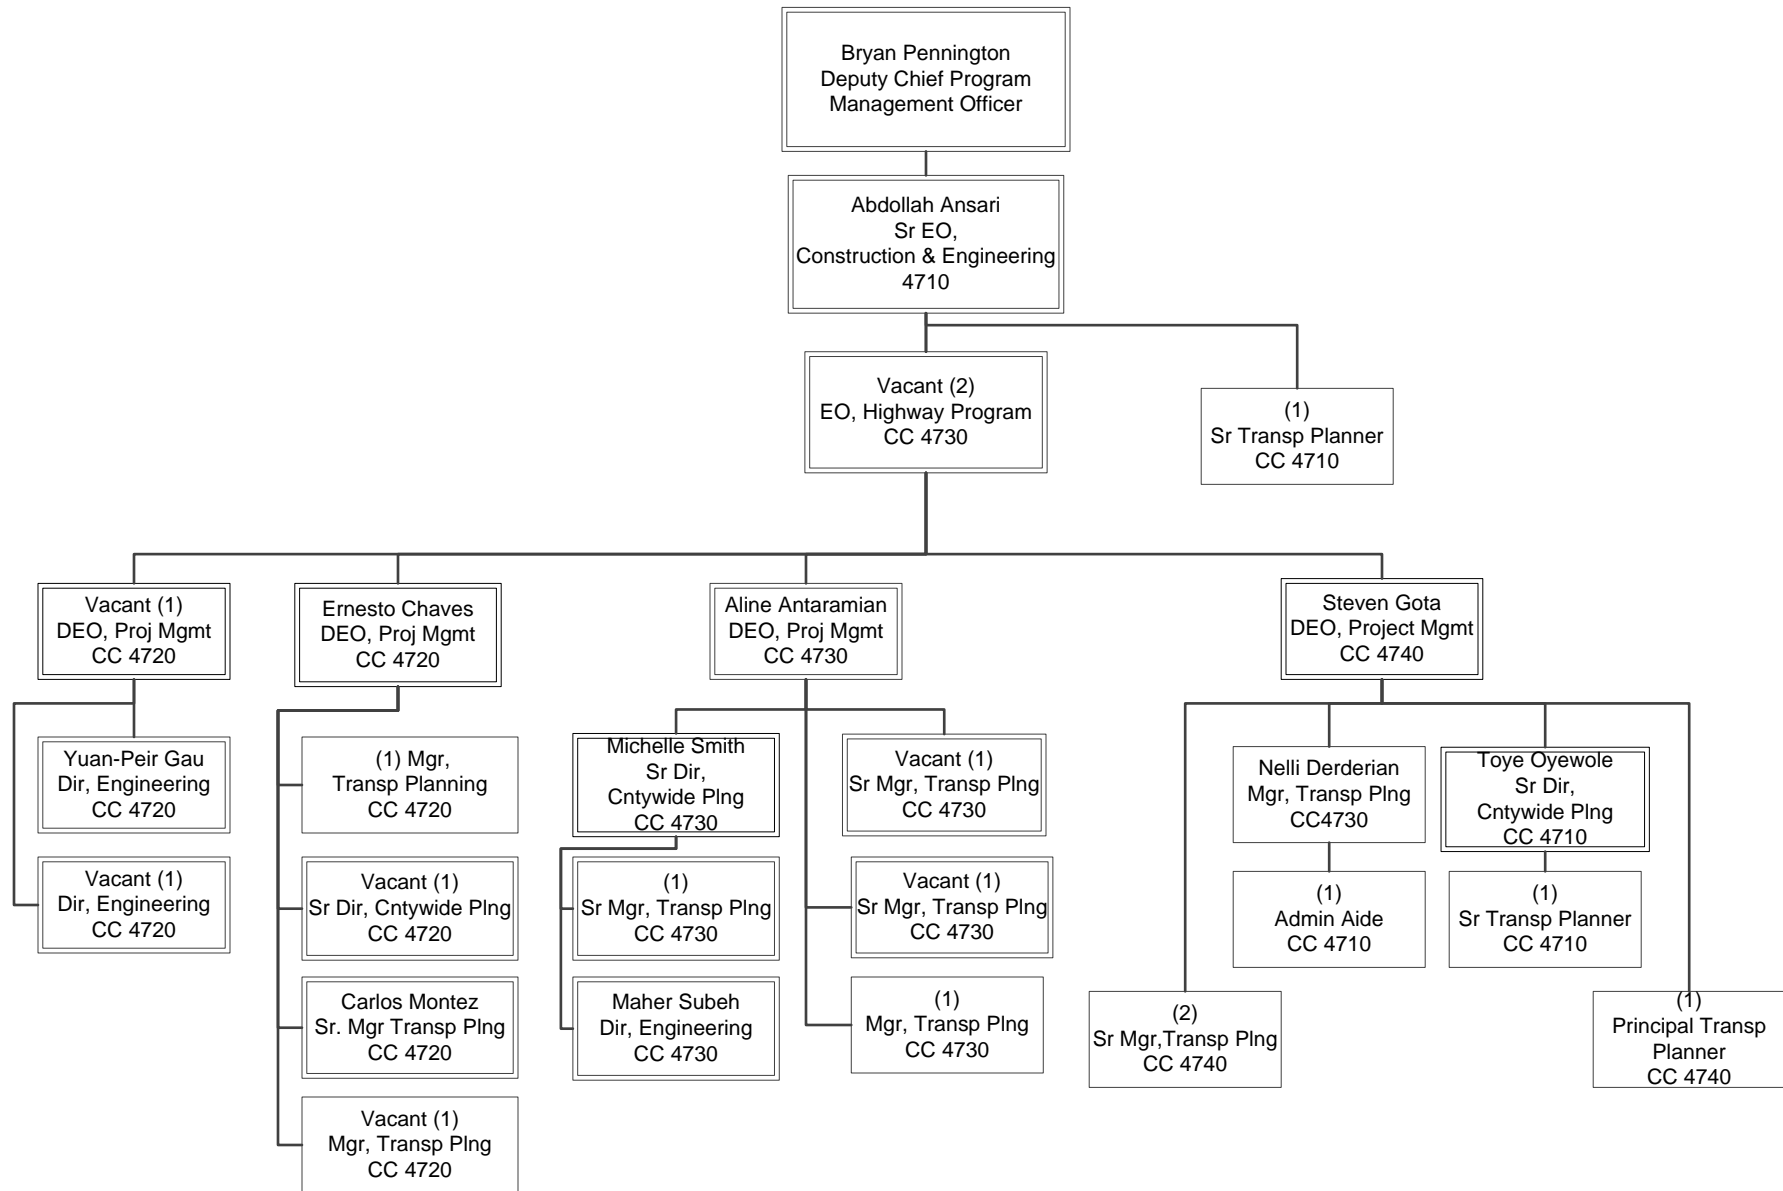 Bryan Pennington
Deputy Chief Program
Management Officer
Abdollah Ansari
Sr EO,
Construction & Engineering
4710
Vacant (2)
EO, Highway Program
CC 4730
(1)
Sr Transp Planner
CC 4710
Vacant (1)
DEO, Proj Mgmt
CC 4720
Ernesto Chaves
DEO, Proj Mgmt
CC 4720
Aline Antaramian
DEO, Proj Mgmt
CC 4730
Steven Gota
DEO, Project Mgmt
CC 4740
Yuan-Peir Gau
Dir, Engineering
CC 4720
Vacant (1)
Dir, Engineering
CC 4720
(1) Mgr,
Transp Planning
CC 4720
Vacant (1)
Sr Dir, Cntywide Plng
CC 4720
Carlos Montez
Sr. Mgr Transp Plng
CC 4720
Vacant (1)
Mgr, Transp Plng
CC 4720
Michelle Smith
Sr Dir,
Cntywide Plng
CC 4730
(1)
Sr Mgr, Transp Plng
CC 4730
Maher Subeh
Dir, Engineering
CC 4730
Vacant (1)
Sr Mgr, Transp Plng
CC 4730
Vacant (1)
Sr Mgr, Transp Plng
CC 4730
(1)
Mgr, Transp Plng
CC 4730
Nelli Derderian
Mgr, Transp Plng
CC4730
(1)
Admin Aide
CC 4710
Toye Oyewole
Sr Dir,
Cntywide Plng
CC 4710
(1)
Sr Transp Planner
CC 4710
(2)
Sr Mgr,Transp Plng
CC 4740
(1)
Principal Transp
Planner
CC 4740